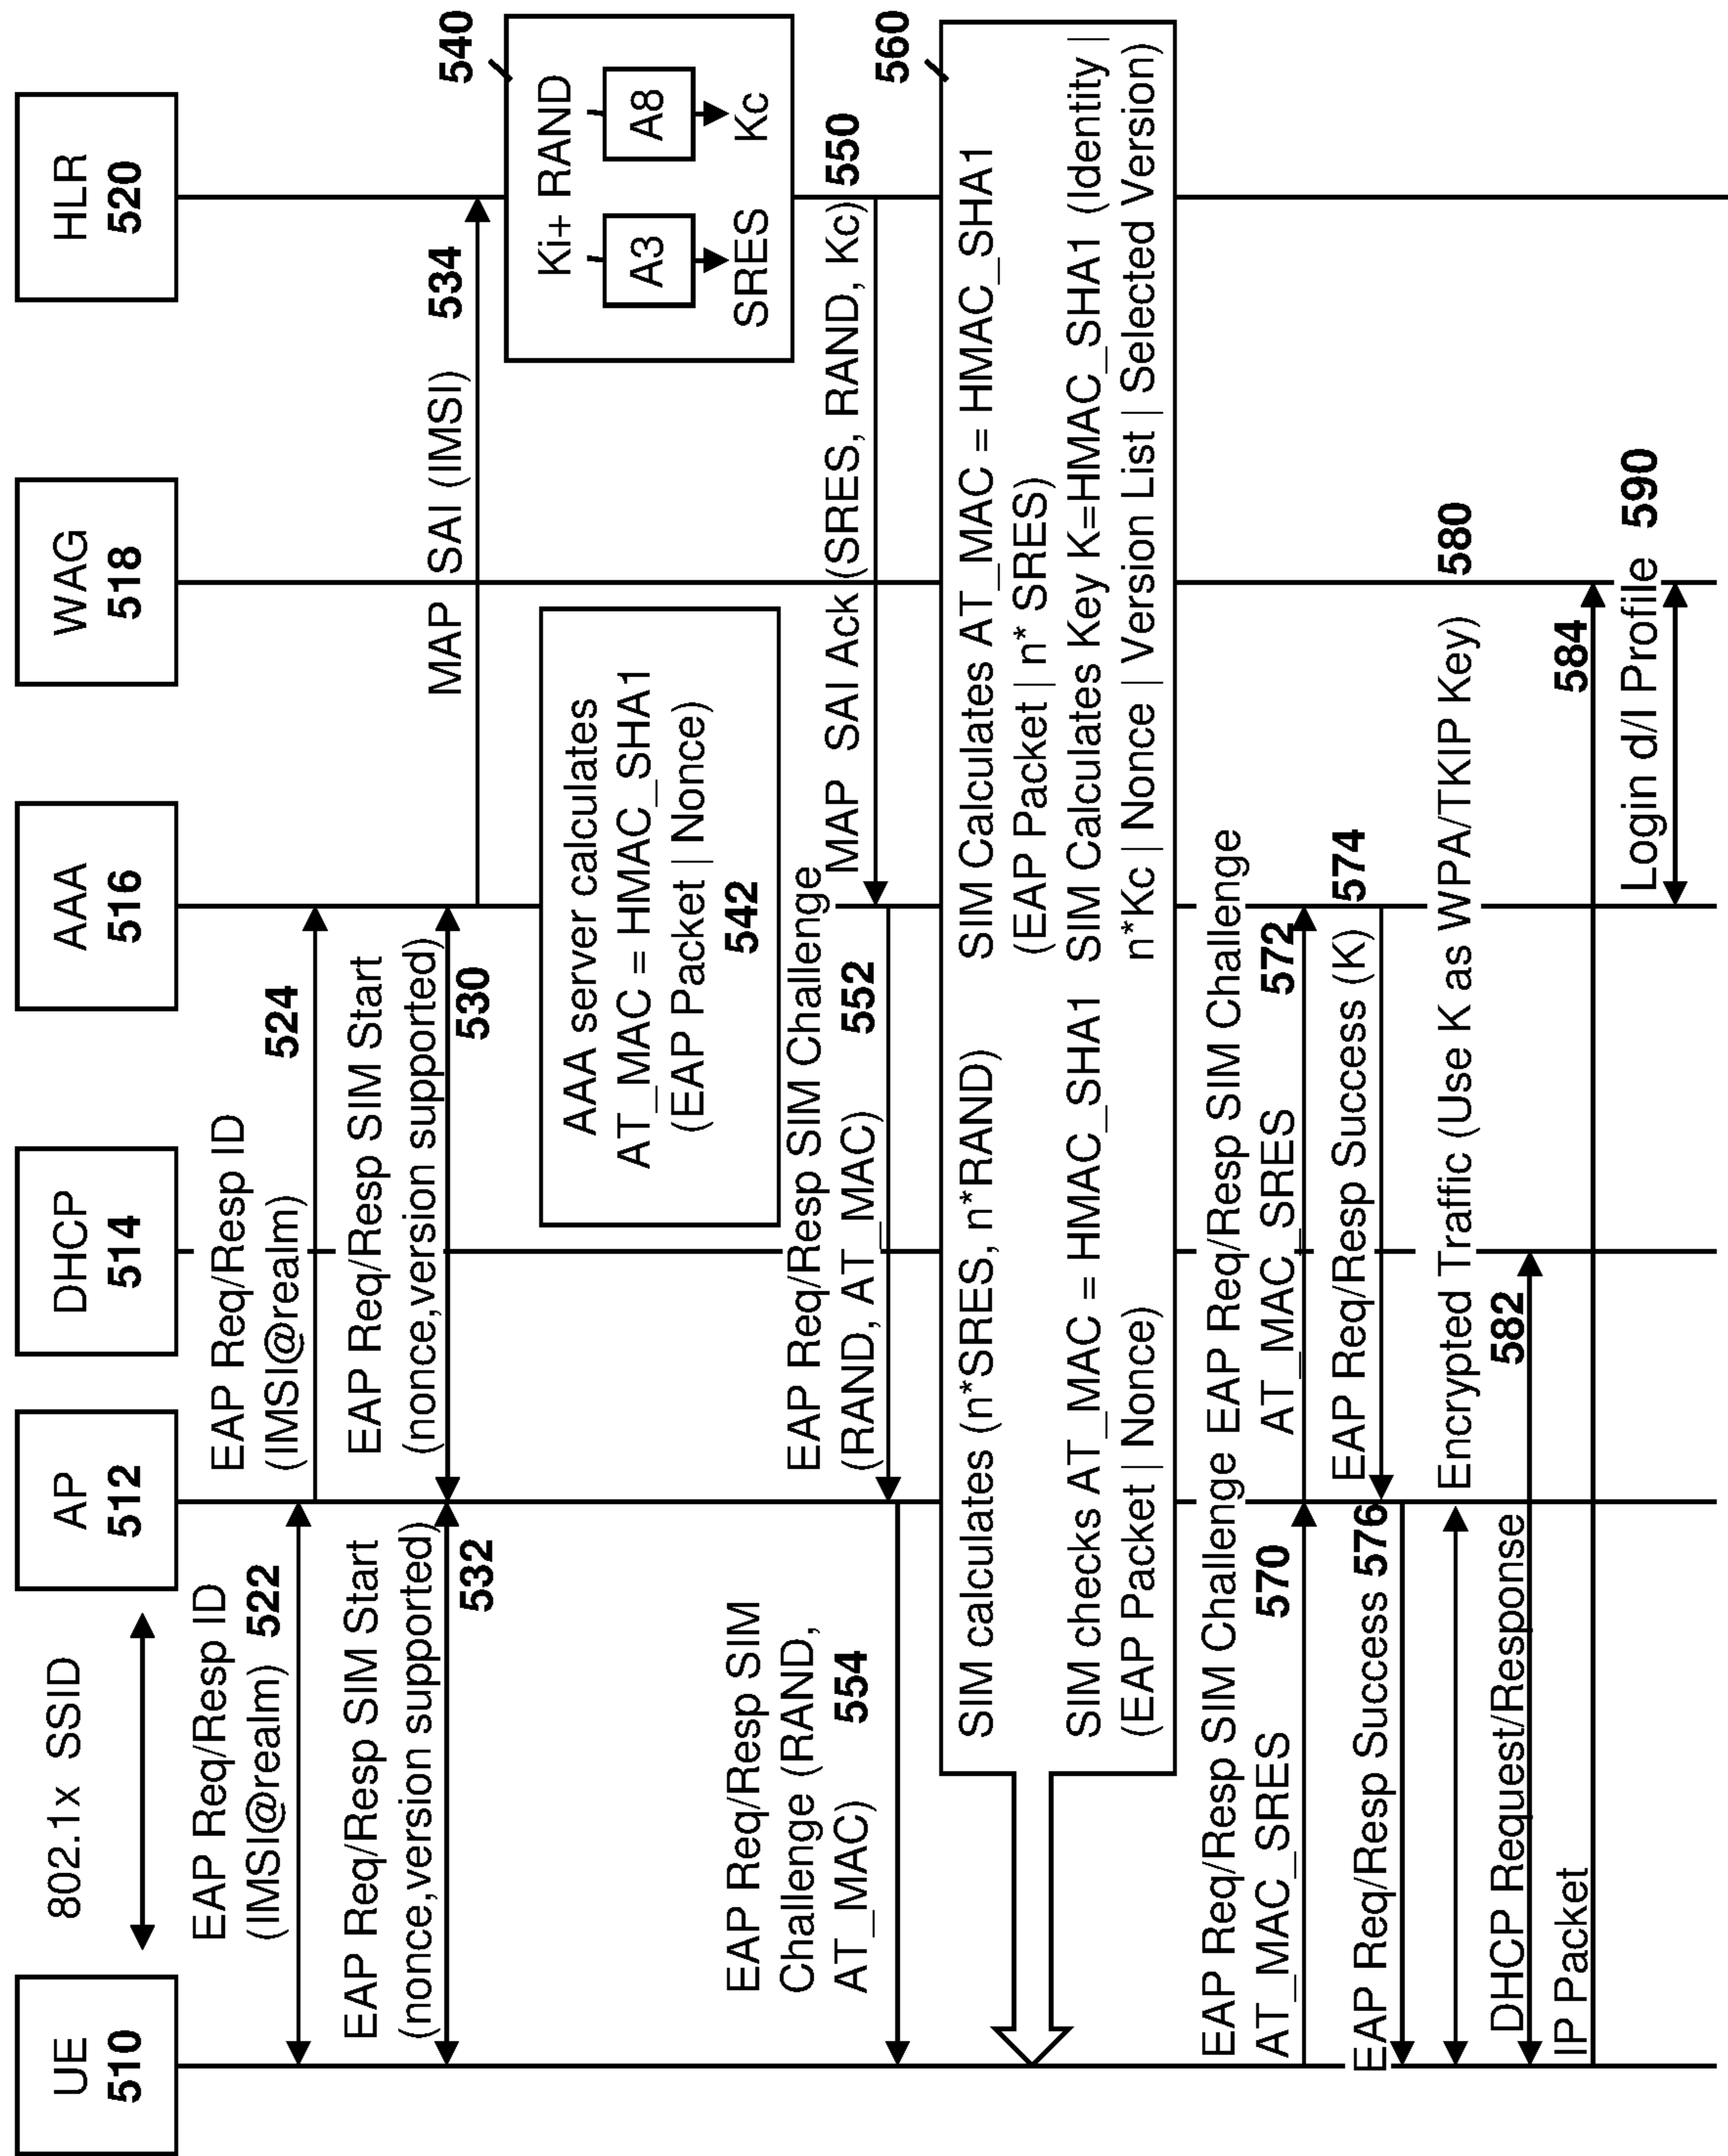 UE
510
AP
512
DHCP
514
AAA
516
WAG
518
HLR
520
802.1x SSID
EAP Req/Resp ID
(IMSI@realm) 522
EAP Req/Resp ID
(IMSI@realm)
524
EAP Req/Resp SIM Start
(nonce,version supported)
532
EAP Req/Resp SIM Start
(nonce,version supported)
530
MAP SAI (IMSI)
534
540
Ki+ RAND
A3
A8
SRES
Kc
AAA server calculates
AT_MAC = HMAC_SHA1
(EAP Packet | Nonce)
542
MAP SAI Ack (SRES, RAND, Kc) 550
EAP Req/Resp SIM Challenge
(RAND, AT_MAC)
552
EAP Req/Resp SIM
Challenge (RAND,
AT_MAC)
554
560
SIM calculates (n*SRES, n*RAND)
SIM checks AT_MAC = HMAC_SHA1
(EAP Packet | Nonce)
SIM Calculates AT_MAC = HMAC_SHA1
(EAP Packet | n* SRES)
SIM Calculates Key K=HMAC_SHA1 (Identity |
n*Kc | Nonce | Version List | Selected Version)
EAP Req/Resp SIM Challenge
AT_MAC_SRES
570
EAP Req/Resp SIM Challenge
AT_MAC_SRES
572
EAP Req/Resp Success (K) 574
EAP Req/Resp Success 576
Encrypted Traffic (Use K as WPA/TKIP Key) 580
DHCP Request/Response
582
IP Packet
584
Login d/l Profile 590